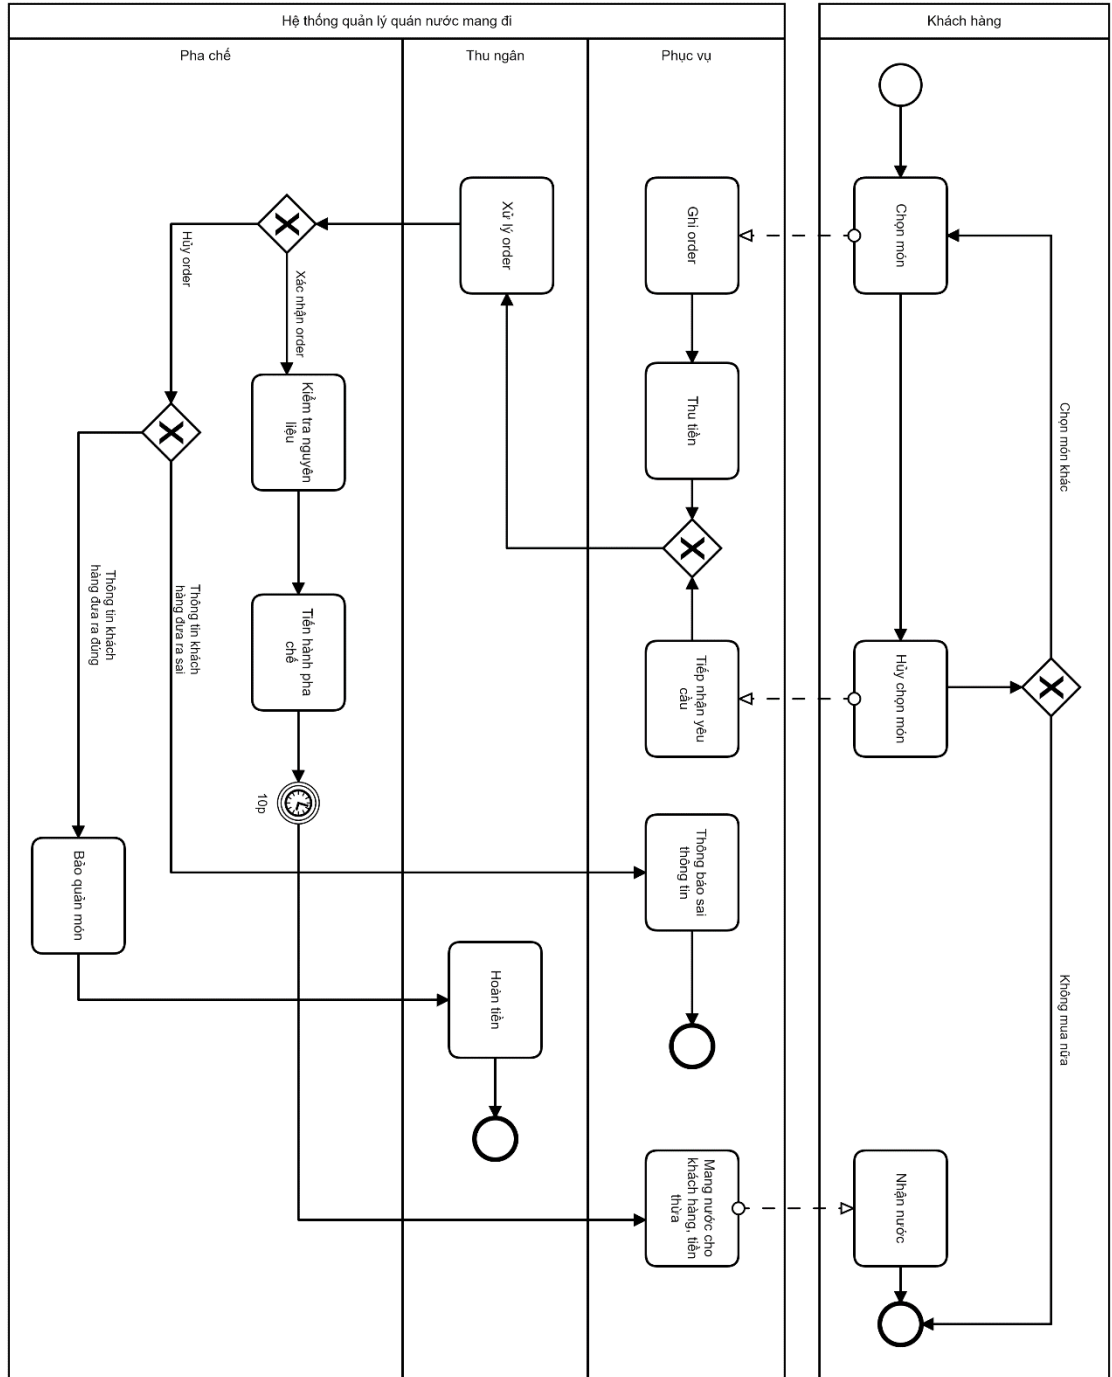 Hệ thống quản lý quán nước mang đi
Khách hàng
Pha chế
Thu ngân
Phục vụ
Chọn món
Ghi order
Xử lý order
Hủy order
Xác nhận order
Thu tiền
Kiểm tra nguyên
liệu
Chọn món khác
Tiến hành pha
chế
Thông tin khách
hàng đưa ra sai
Thông tin khách
hàng đưa ra đúng
Tiếp nhận yêu
cầu
Hủy chọn món
10p
Thông báo sai
thông tin
Bảo quản món
Hoàn tiền
Không mua nữa
Mang nước cho
khách hàng, tiền
thừa
Nhận nước